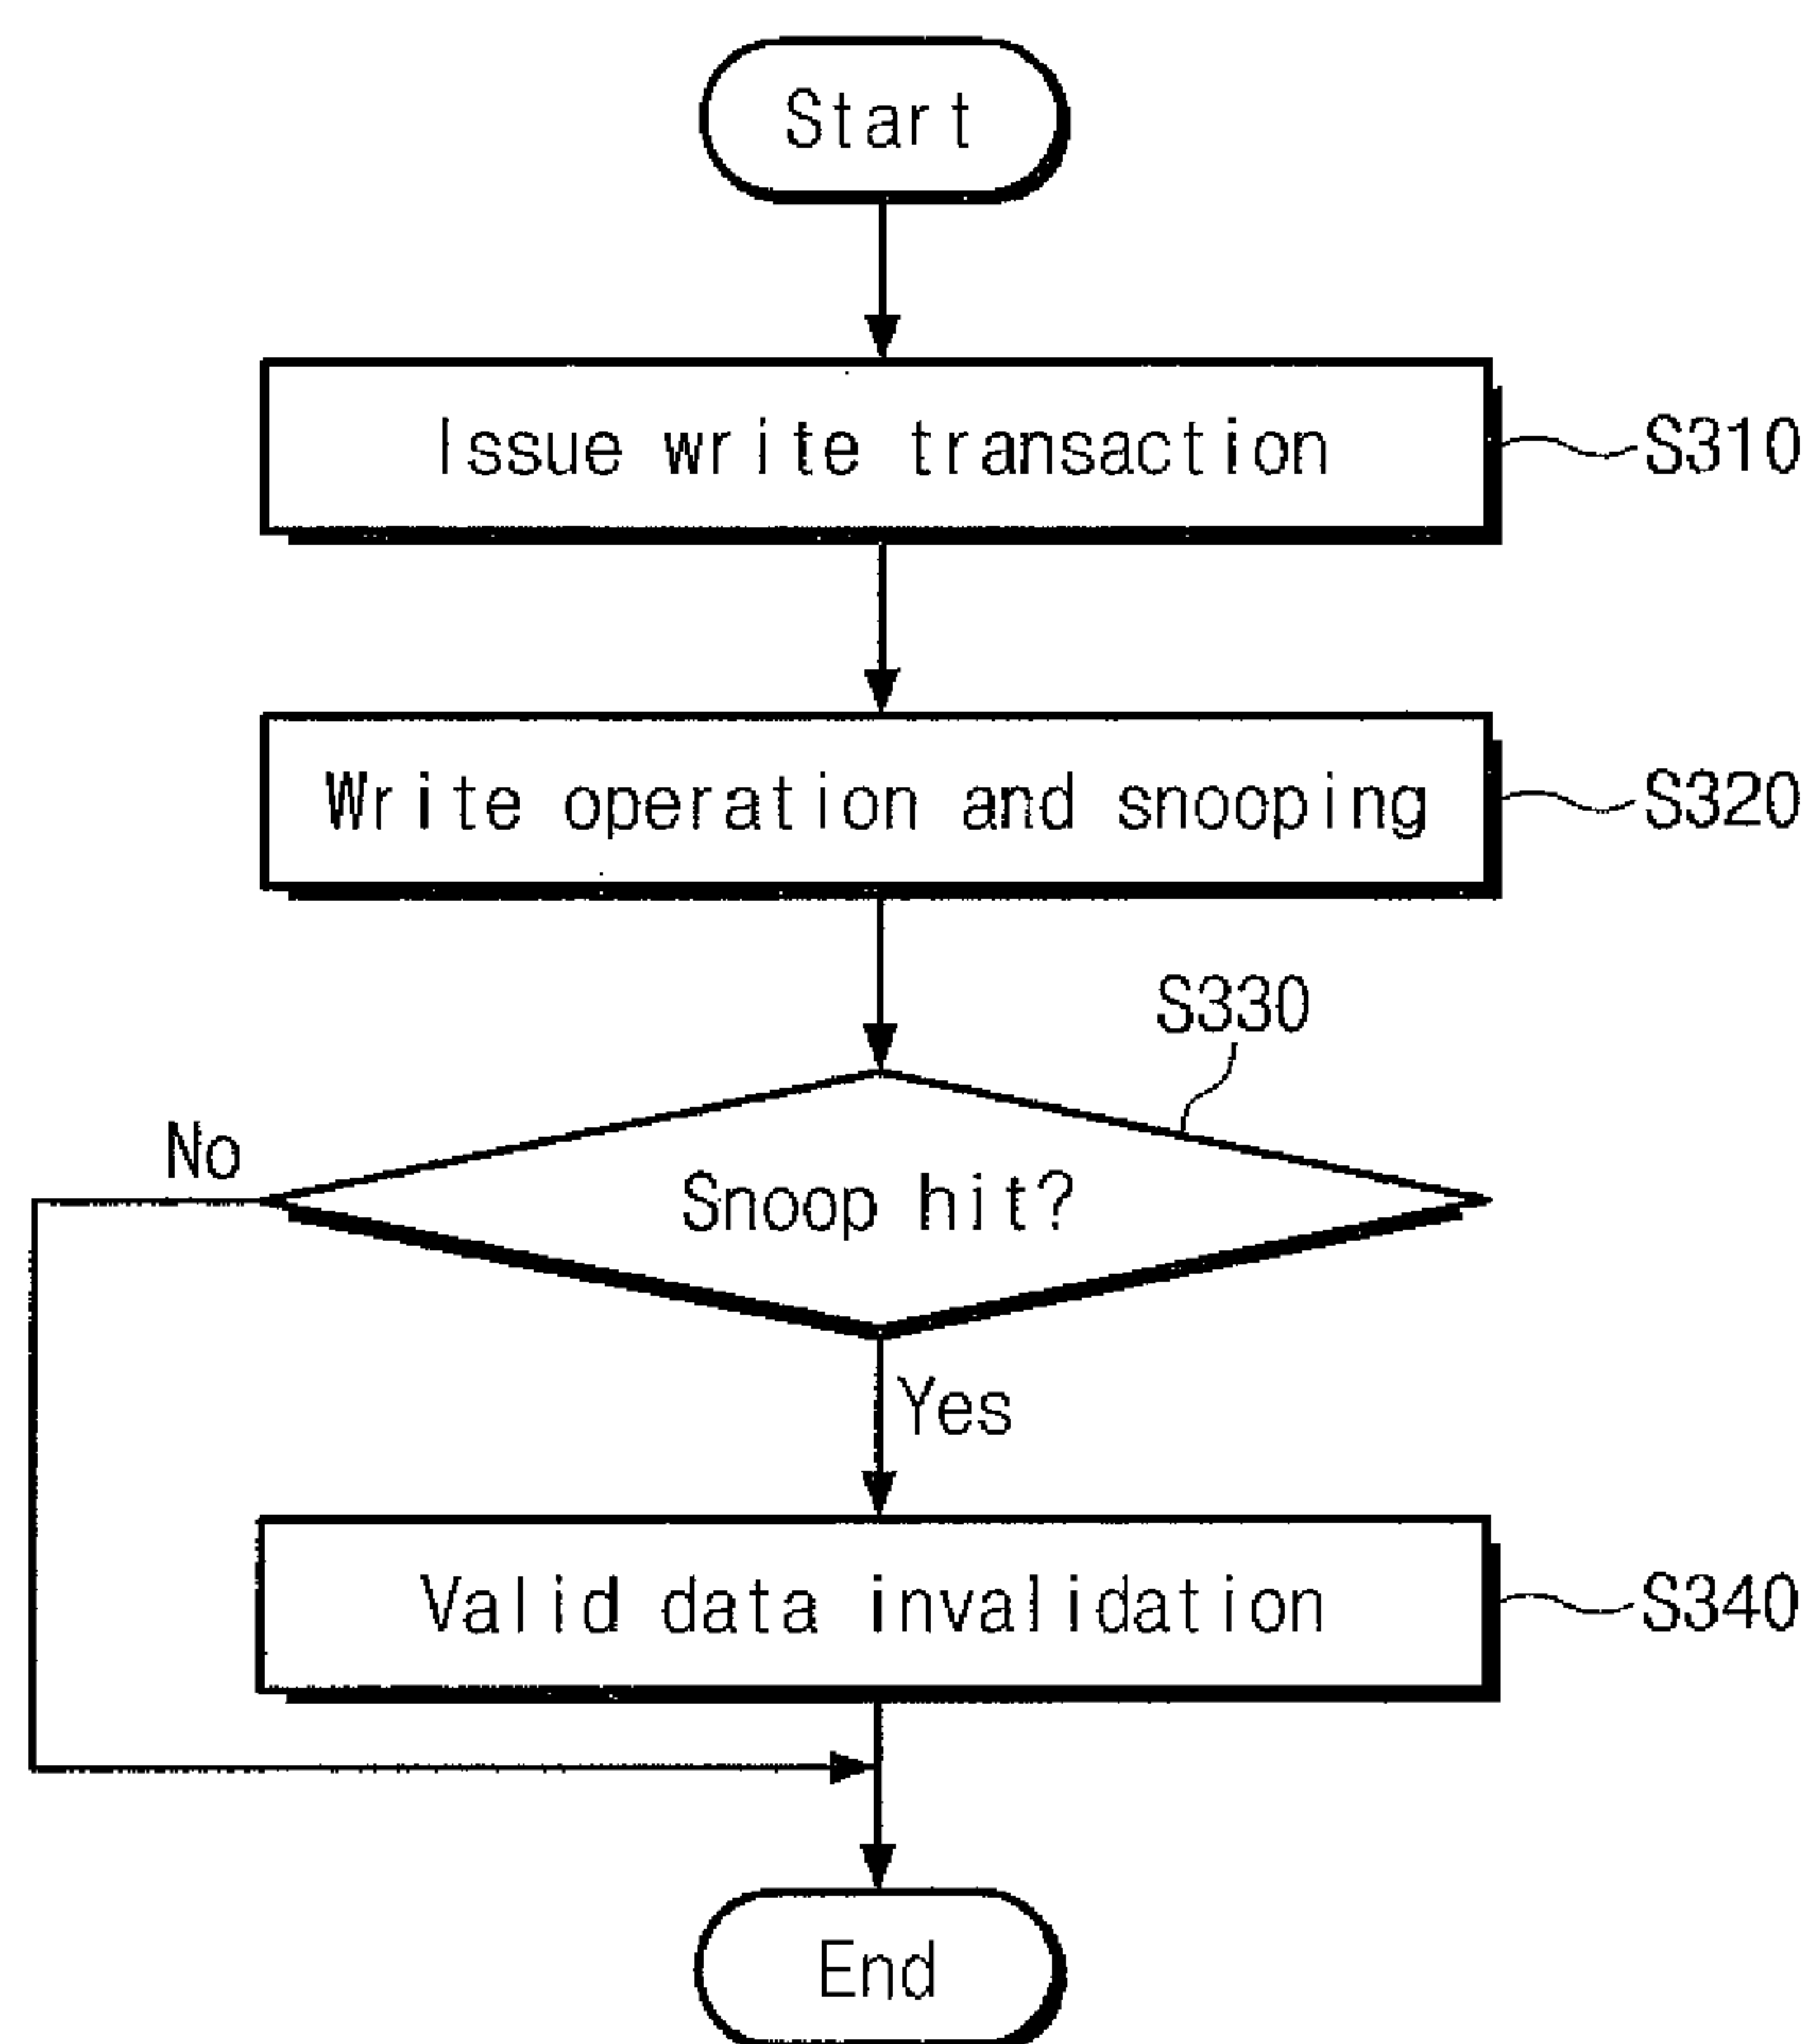 Start
Issue write transaction
S310
Write operation and snooping
S320
S330
No
Snoop hit?
Yes
Valid data invalidation
S340
End